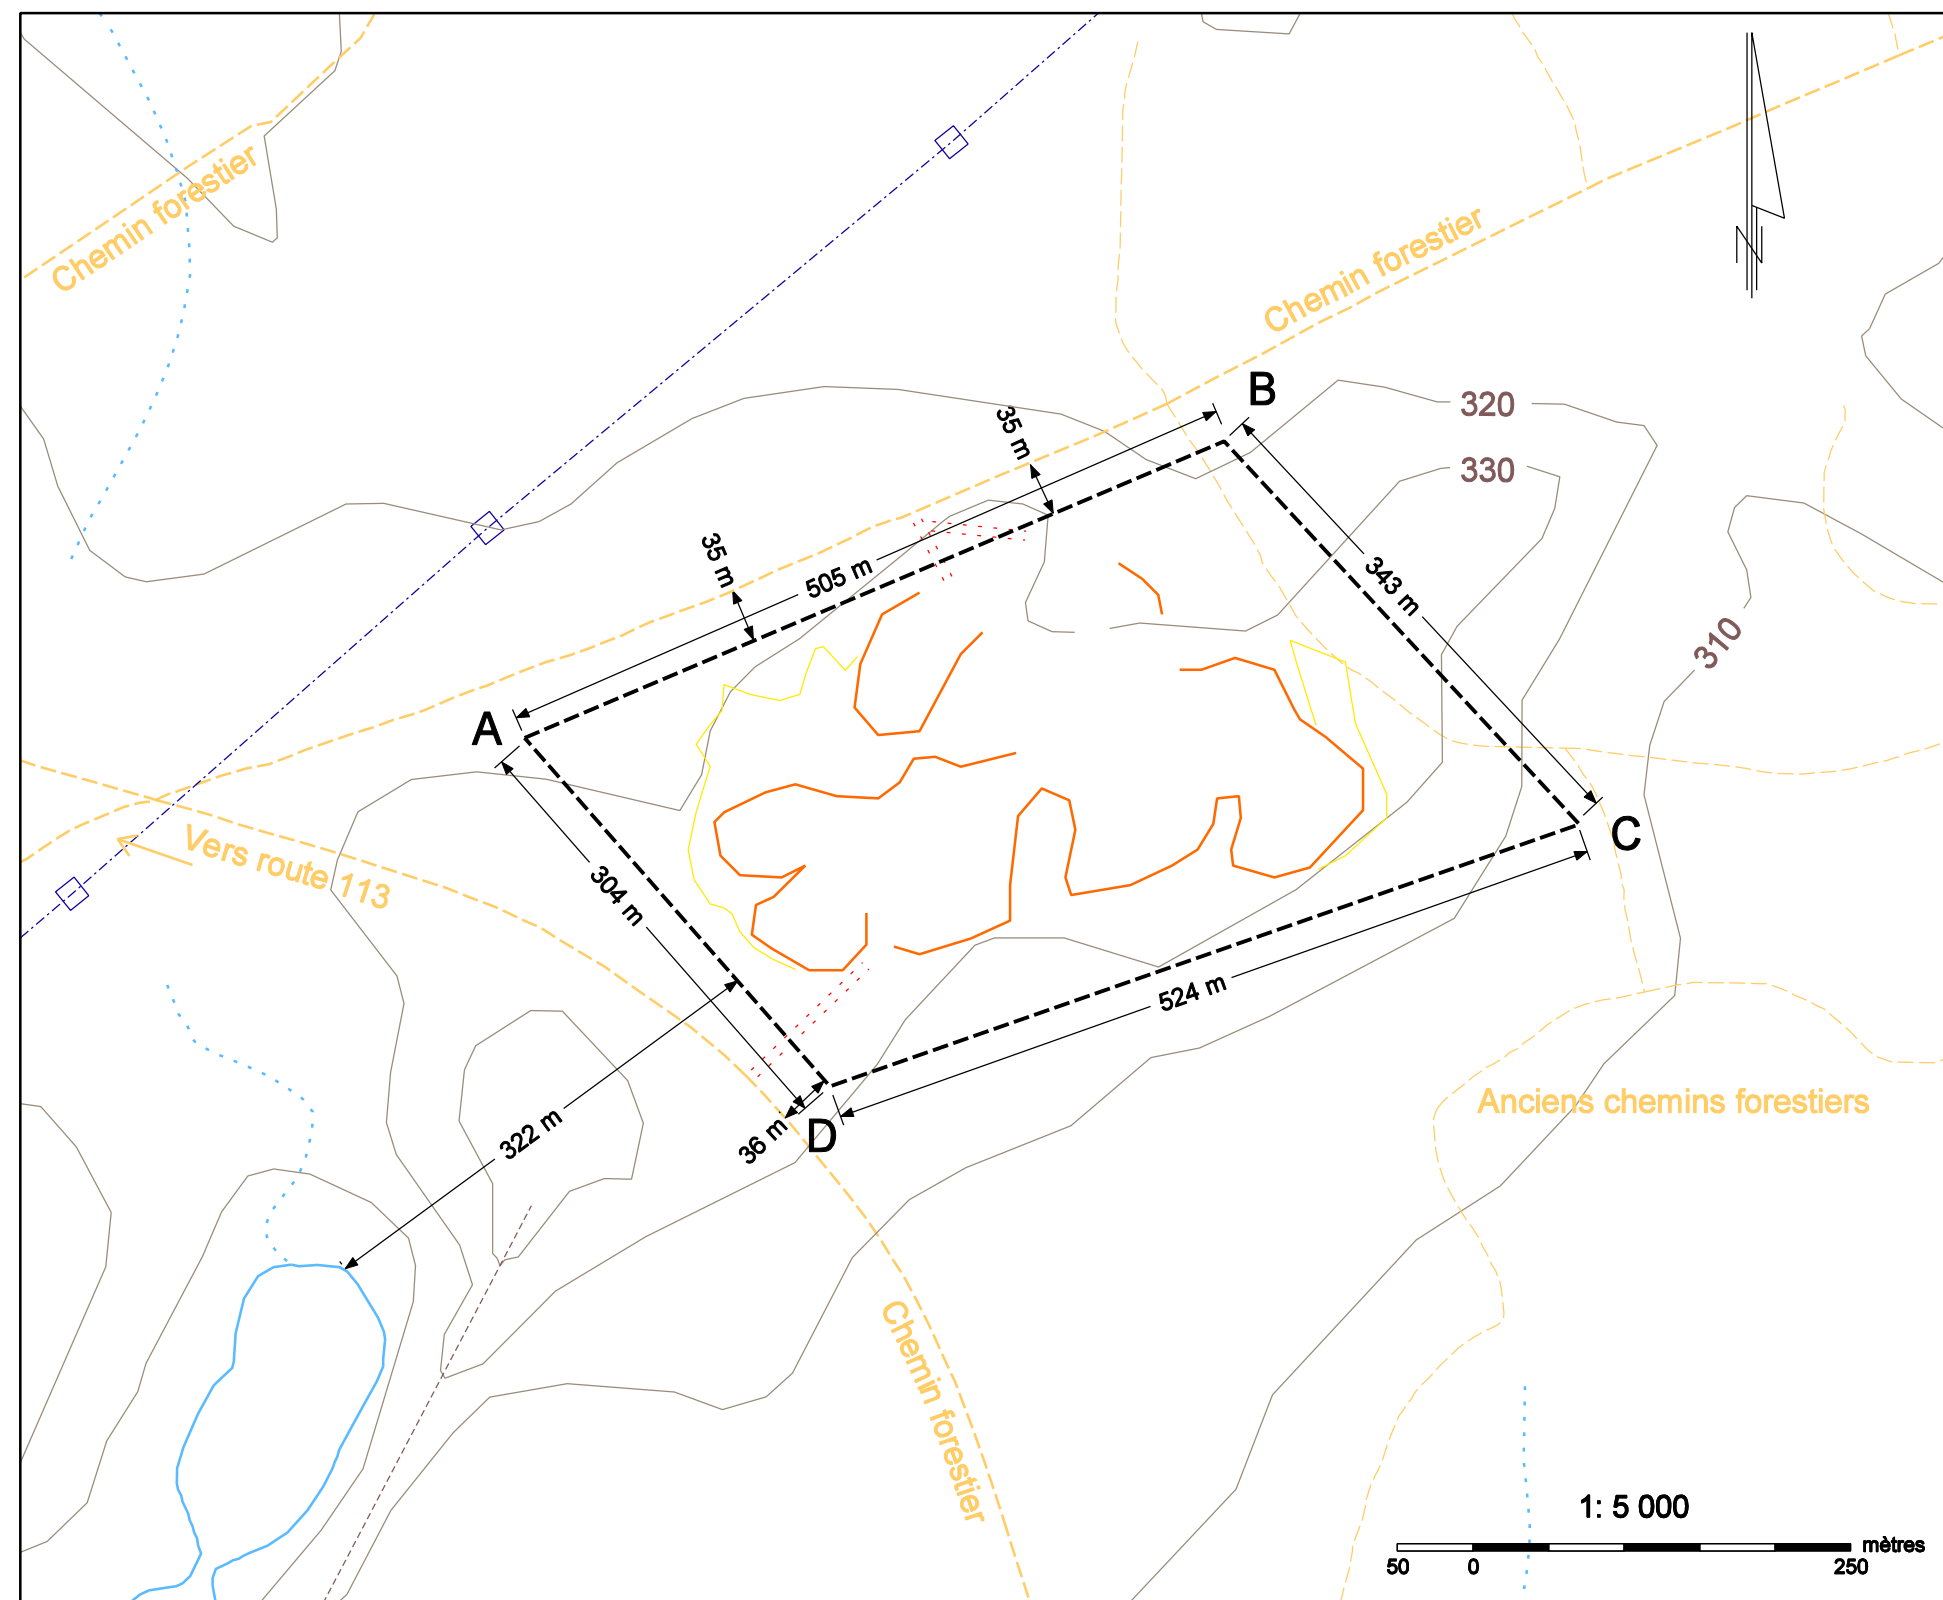 Chemin forestier
Chemin forestier
B
320
35 m
330
35 m
505 m
343 m
310
A
C
Vers route 113
304 m
524 m
Anciens chemins forestiers
322 m
36 m
D
Chemin forestier
1: 5 000
mètres
50 0 250
N